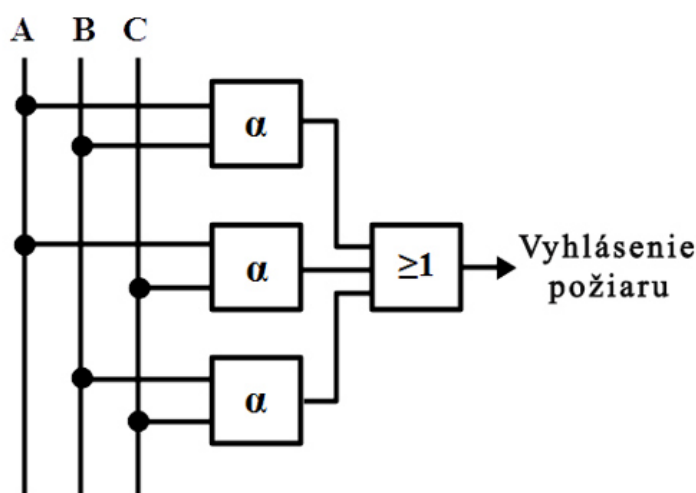 A B C
α
α
≥1
Vyhlásenie
požiaru
α